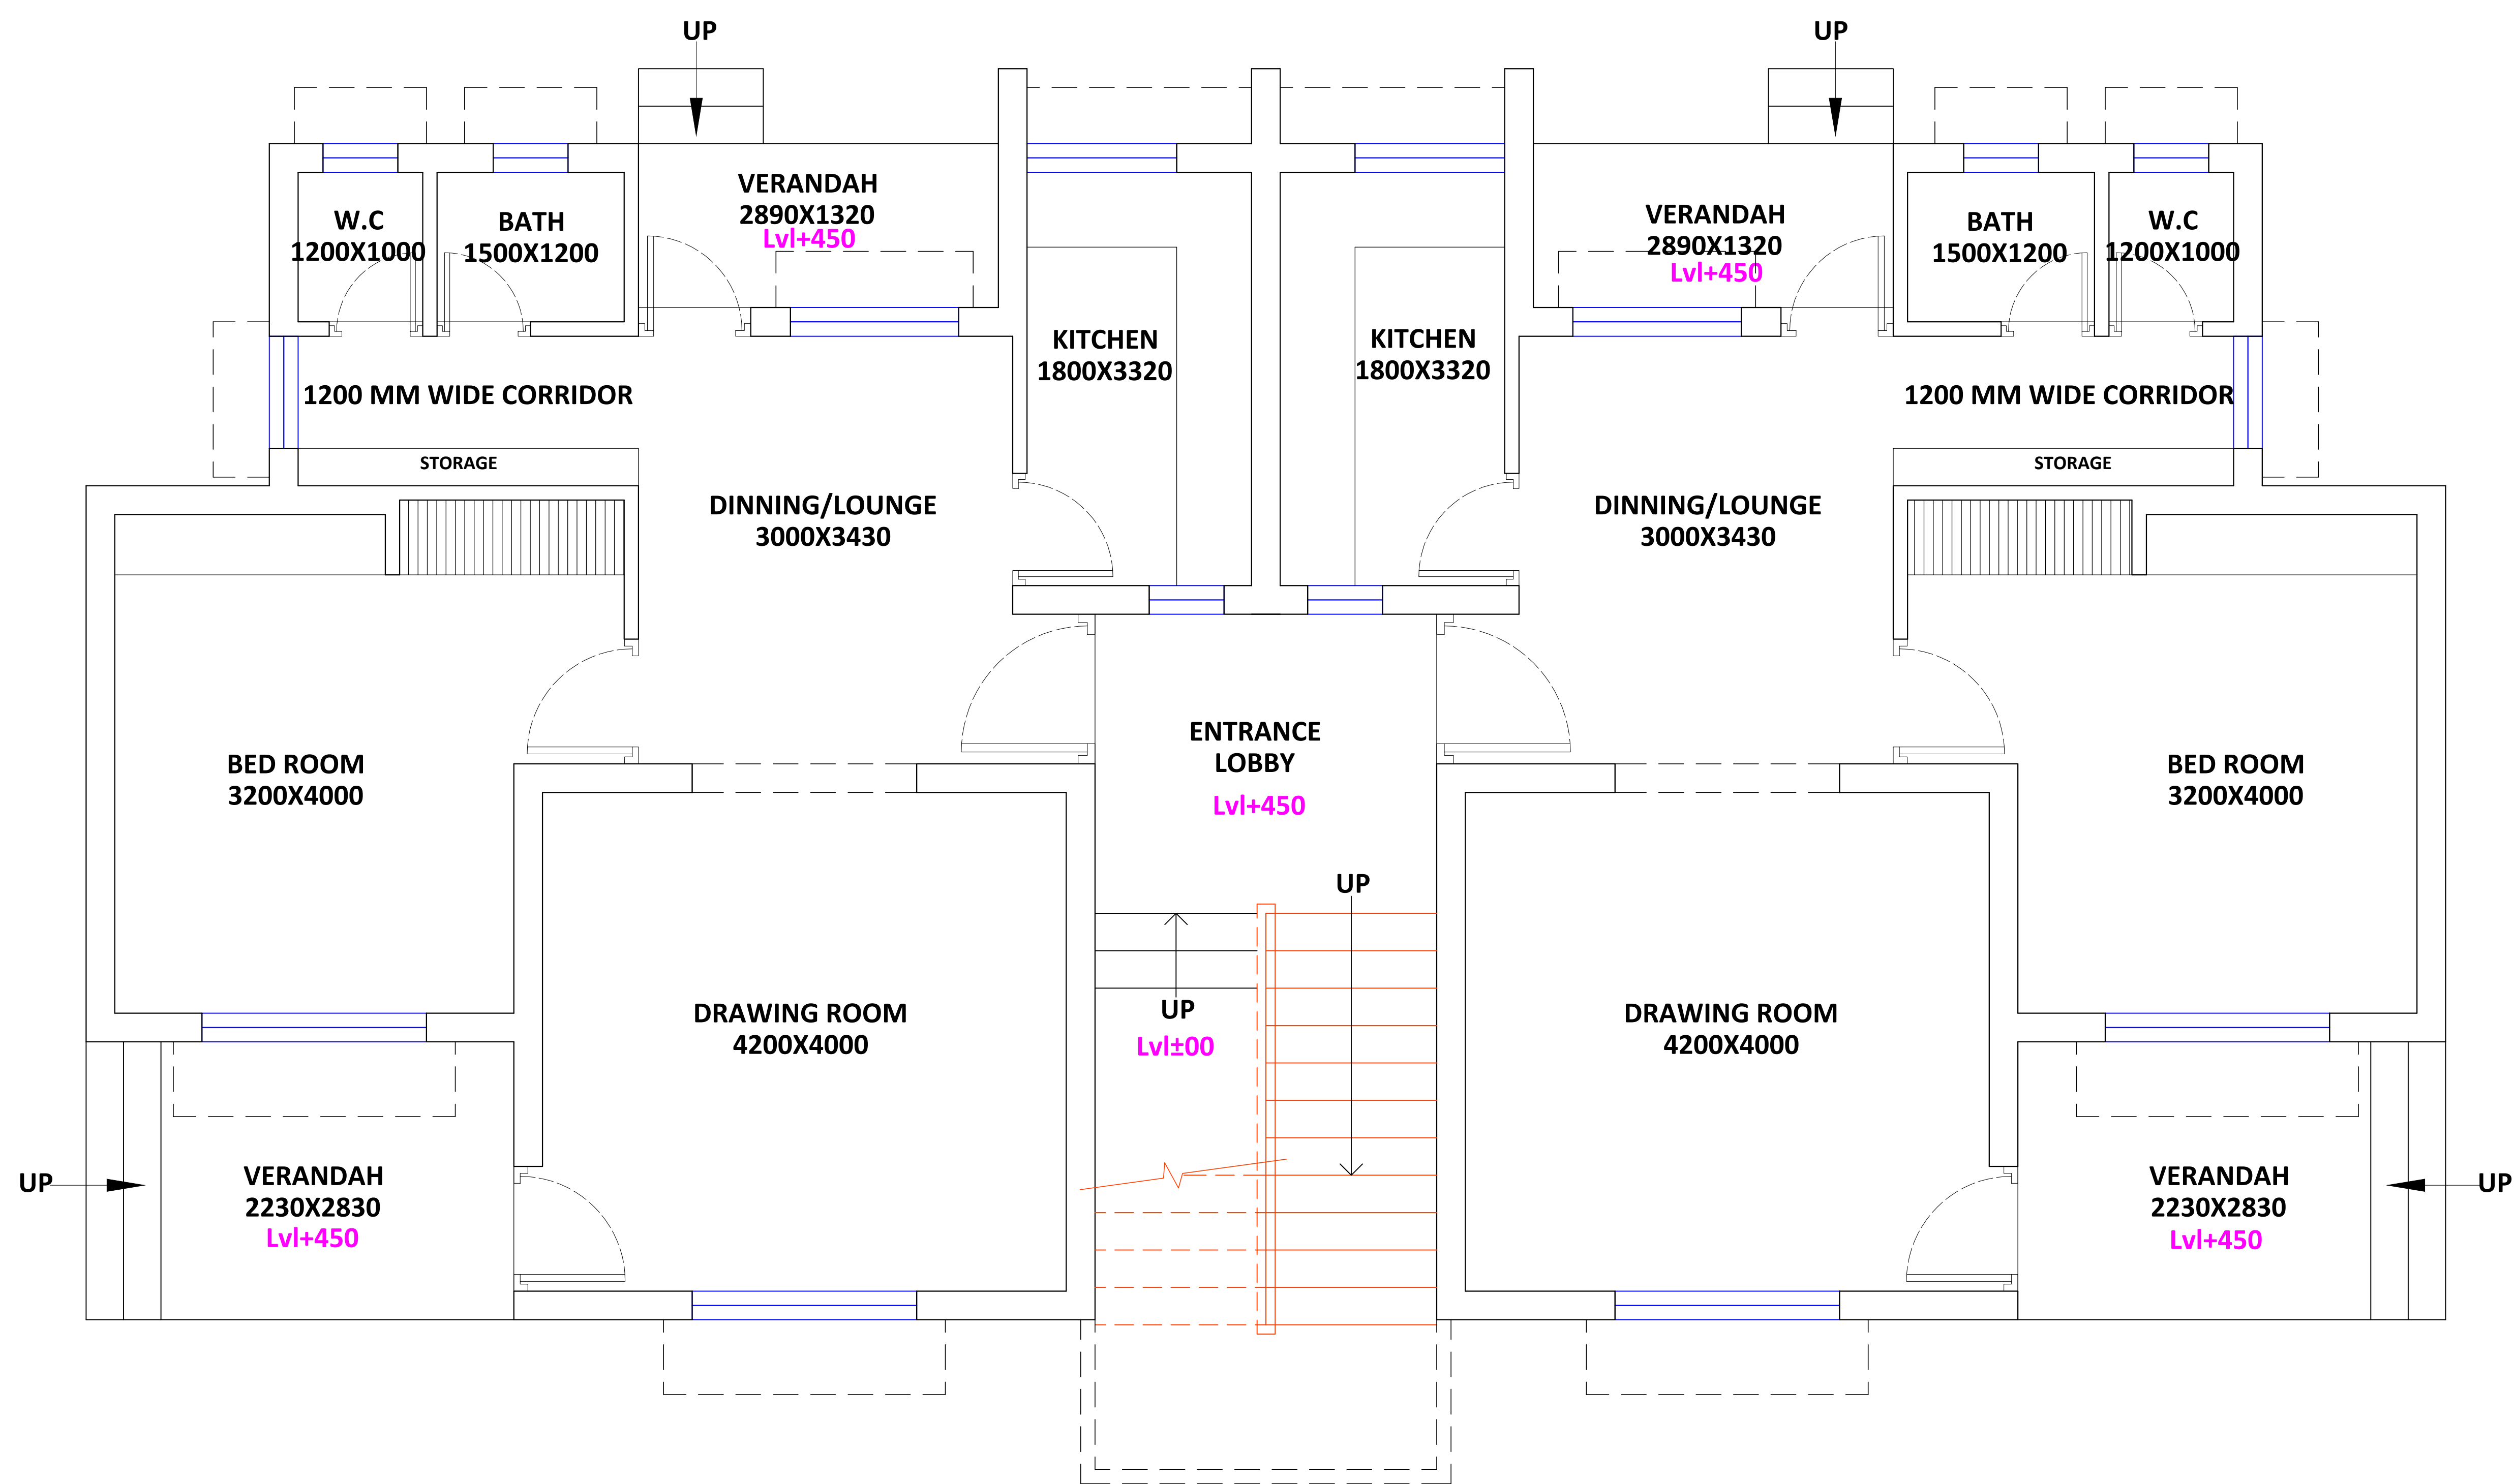 UP
UP
W.C
1200X1000
BATH
1500X1200
VERANDAH
2890X1320
Lvl+450
VERANDAH
2890X1320
Lvl+450
BATH
1500X1200
W.C
1200X1000
KITCHEN
1800X3320
KITCHEN
1800X3320
1200 MM WIDE CORRIDOR
1200 MM WIDE CORRIDOR
STORAGE
STORAGE
DINNING/LOUNGE
3000X3430
DINNING/LOUNGE
3000X3430
BED ROOM
3200X4000
ENTRANCE
LOBBY
Lvl+450
BED ROOM
3200X4000
UP
DRAWING ROOM
4200X4000
UP
Lvl±00
DRAWING ROOM
4200X4000
UP
VERANDAH
2230X2830
Lvl+450
VERANDAH
2230X2830
Lvl+450
UP